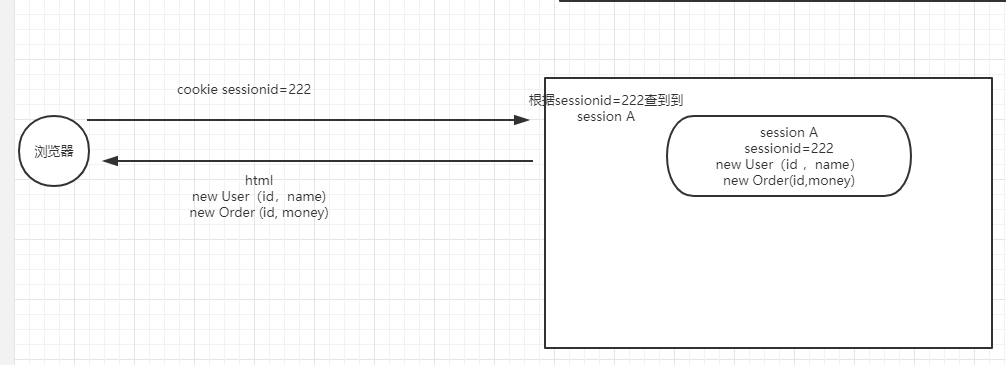 cookie sessionid=222
浏览器
html
new User（id，name)
new Order (id, money)
根据sessionid=222查到到
session A
session A
sessionid=222
new User（id ，name）
new Order(id,money)